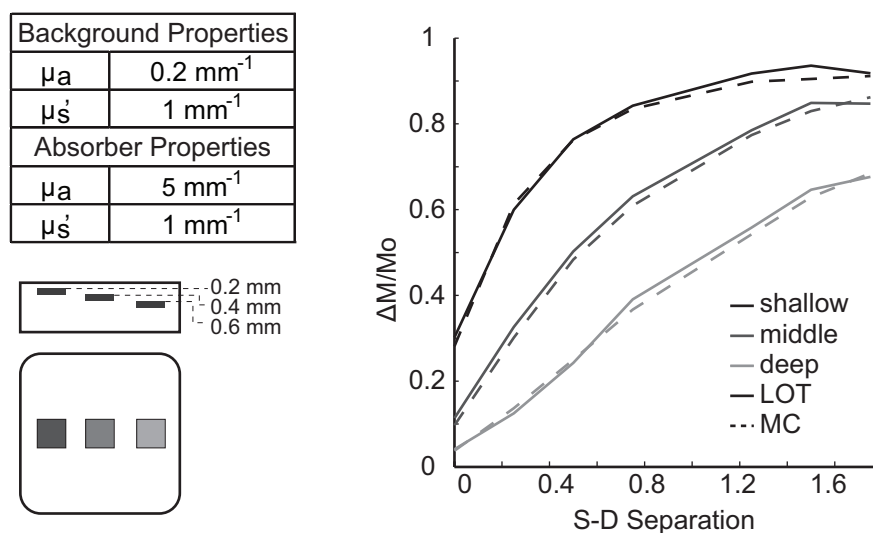 Background Properties
μa 0.2 mm⁻¹
μs' 1 mm⁻¹
Absorber Properties
μa 5 mm⁻¹
μs' 1 mm⁻¹
0.2 mm
0.4 mm
0.6 mm
1
0.8
0.6
0.4
0.2
0
ΔM/Mo
0 0.4 0.8 1.2 1.6
S-D Separation
shallow
middle
deep
LOT
MC